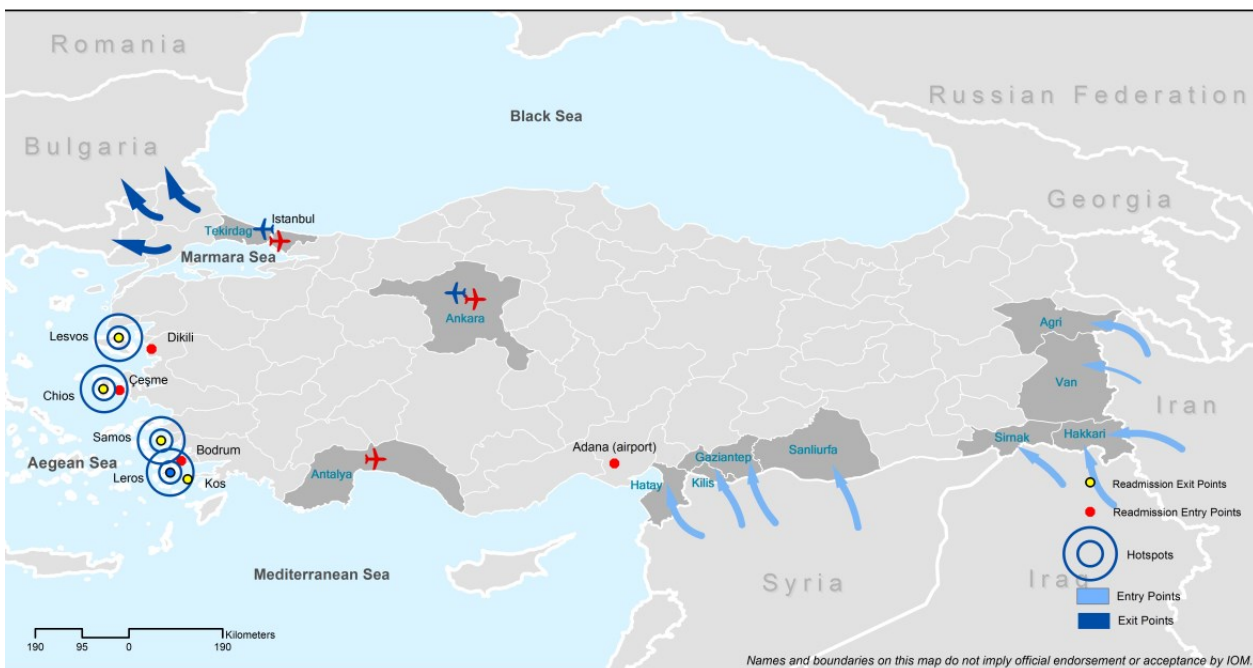 Romania
Russian Federation
Black Sea
Bulgaria
Georgia
Istanbul
Tekirdag
Marmara Sea
Ankara
Agri
Lesvos
Dikili
Van
Chios
Çeşme
Iran
Samos
Bodrum
Aegean Sea
Leros
Kos
Antalya
Adana (airport)
Hatay
Gaziantep
Kilis
Sanliurfa
Sirnak
Hakkari
Readmission Exit Points
Readmission Entry Points
Hotspots
Mediterranean Sea
Syria
Iraq
Entry Points
Exit Points
Kilometers
190 95 0 190
Names and boundaries on this map do not imply official endorsement or acceptance by IOM.